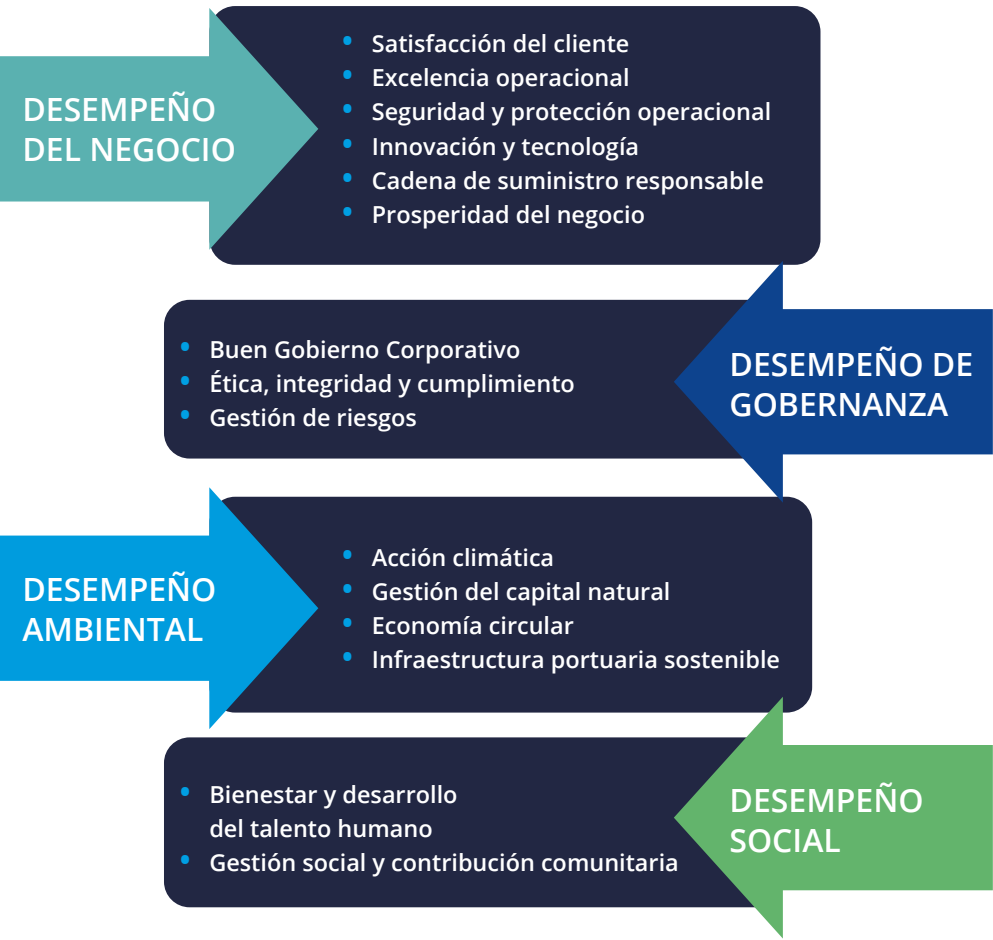 DESEMPEÑO
DEL NEGOCIO
Satisfacción del cliente
Excelencia operacional
Seguridad y protección operacional
Innovación y tecnología
Cadena de suministro responsable
Prosperidad del negocio
Buen Gobierno Corporativo
Ética, integridad y cumplimiento
Gestión de riesgos
DESEMPEÑO DE
GOBERNANZA
DESEMPEÑO
AMBIENTAL
Acción climática
Gestión del capital natural
Economía circular
Infraestructura portuaria sostenible
Bienestar y desarrollo
del talento humano
Gestión social y contribución comunitaria
DESEMPEÑO
SOCIAL